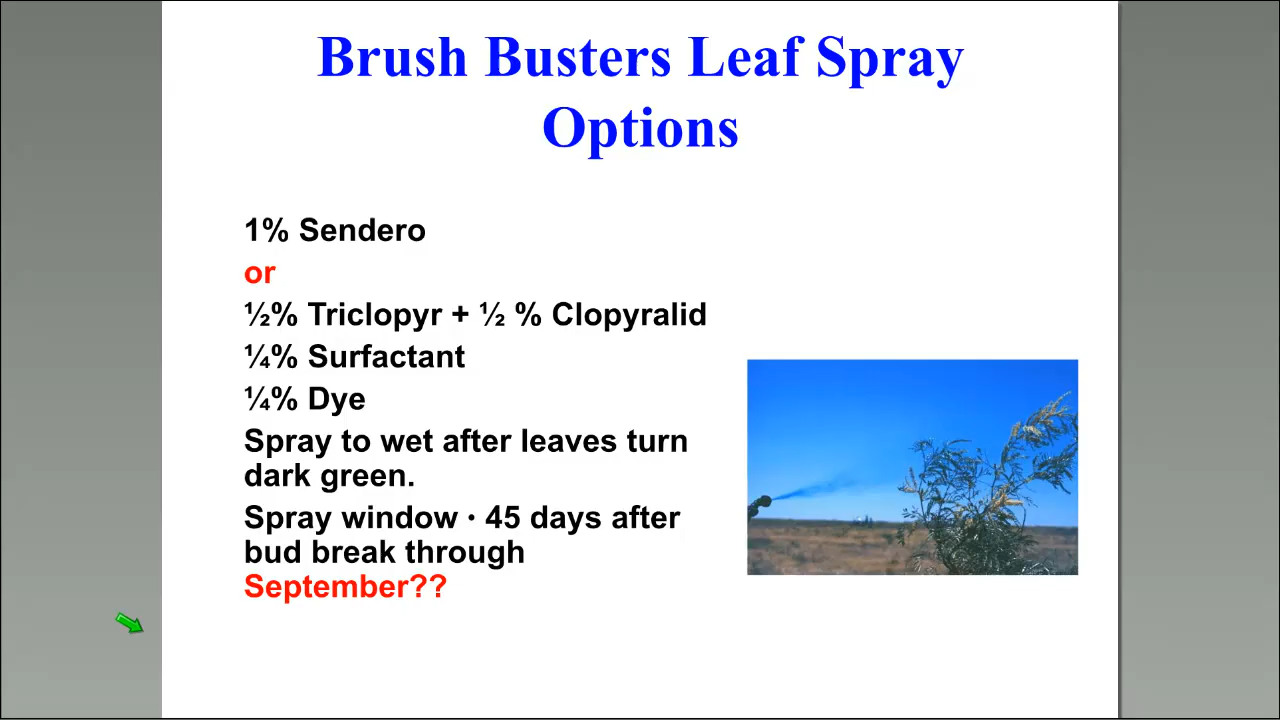 Brush Busters Leaf Spray
Options
1% Sendero
or
½% Triclopyr + ½ % Clopyralid
¼% Surfactant
¼% Dye
Spray to wet after leaves turn
dark green.
Spray window · 45 days after
bud break through
September??